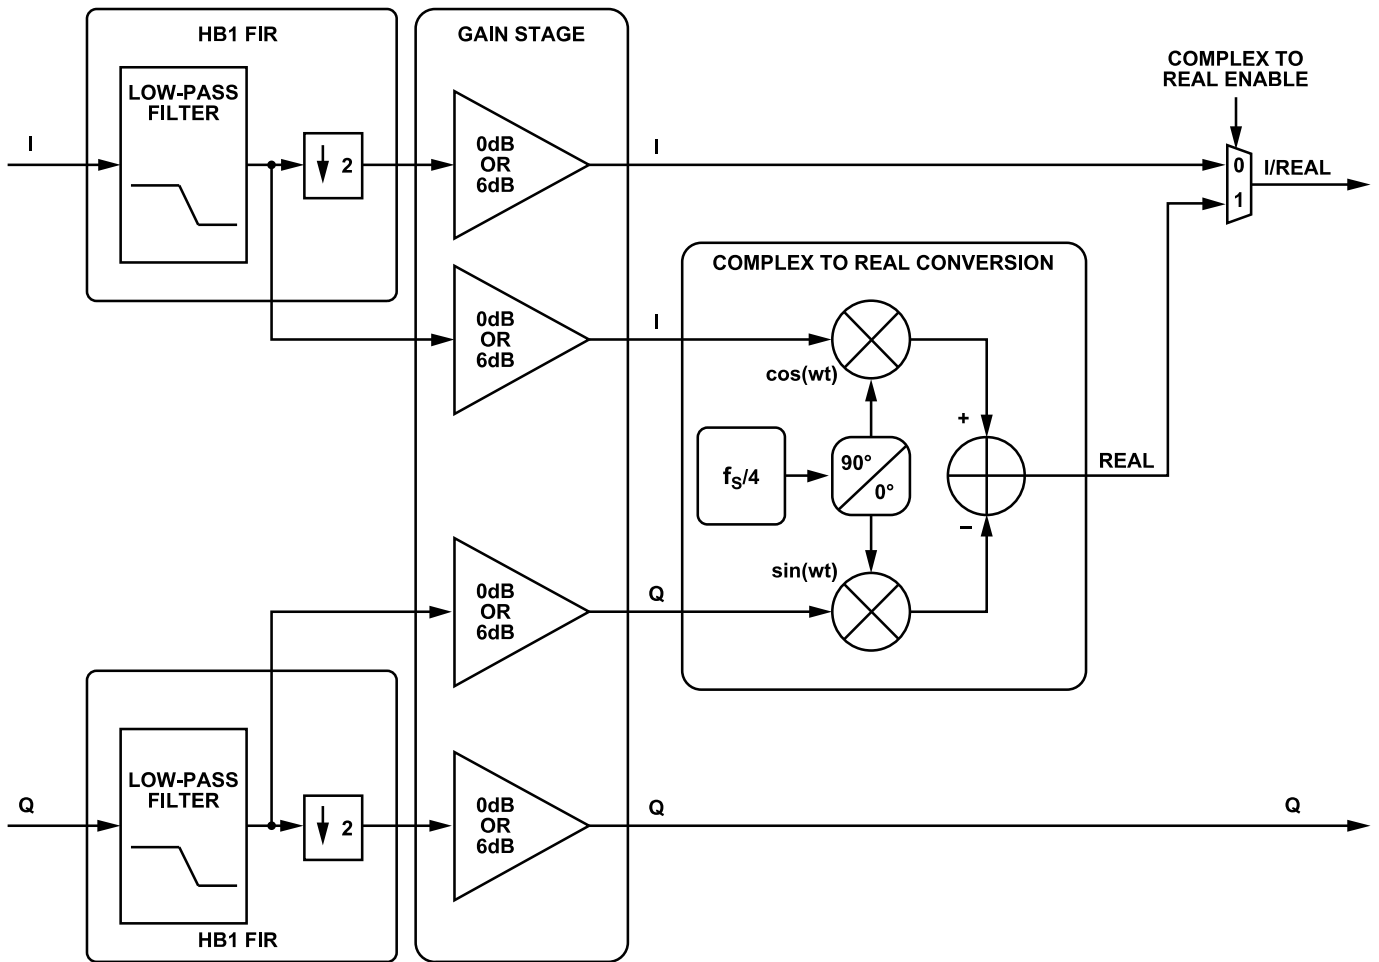 HB1 FIR
GAIN STAGE
COMPLEX TO
REAL ENABLE
LOW-PASS
FILTER
I
2
0dB
OR
6dB
I
0
1
I/REAL
COMPLEX TO REAL CONVERSION
0dB
OR
6dB
I
cos(wt)
+
fS/4
90°
0°
REAL
–
sin(wt)
0dB
OR
6dB
Q
LOW-PASS
FILTER
Q
2
0dB
OR
6dB
Q
Q
HB1 FIR